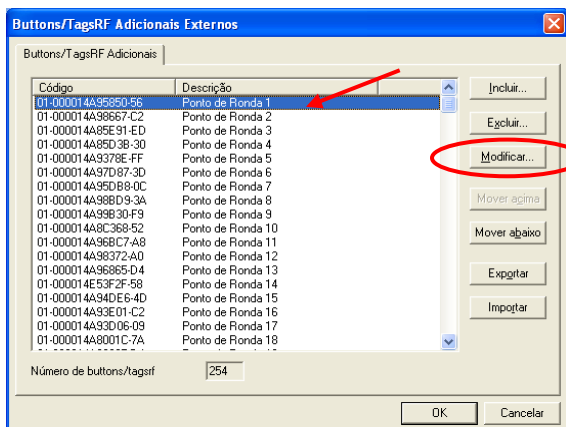 Buttons/TagsRF Adicionais Externos
Buttons/TagsRF Adicionais
Código Descrição
01-000014A95850-56 Ponto de Ronda 1
01-000014A98667-C2 Ponto de Ronda 2
01-000014A85E91-ED Ponto de Ronda 3
01-000014A85D3B-30 Ponto de Ronda 4
01-000014A9378E-FF Ponto de Ronda 5
01-000014A97D87-3D Ponto de Ronda 6
01-000014A95DB8-0C Ponto de Ronda 7
01-000014A98BD9-3A Ponto de Ronda 8
01-000014A99B30-F9 Ponto de Ronda 9
01-000014A8C368-52 Ponto de Ronda 10
01-000014A96BC7-A8 Ponto de Ronda 11
01-000014A98372-A0 Ponto de Ronda 12
01-000014A96865-D4 Ponto de Ronda 13
01-000014E53F2F-58 Ponto de Ronda 14
01-000014A94DE6-4D Ponto de Ronda 15
01-000014A93E01-C2 Ponto de Ronda 16
01-000014A93D06-09 Ponto de Ronda 17
01-000014A8001C-7A Ponto de Ronda 18
Incluir...
Excluir...
Modificar...
Mover acima
Mover abaixo
Exportar
Importar
Número de buttons/tagsrf 254
OK Cancelar